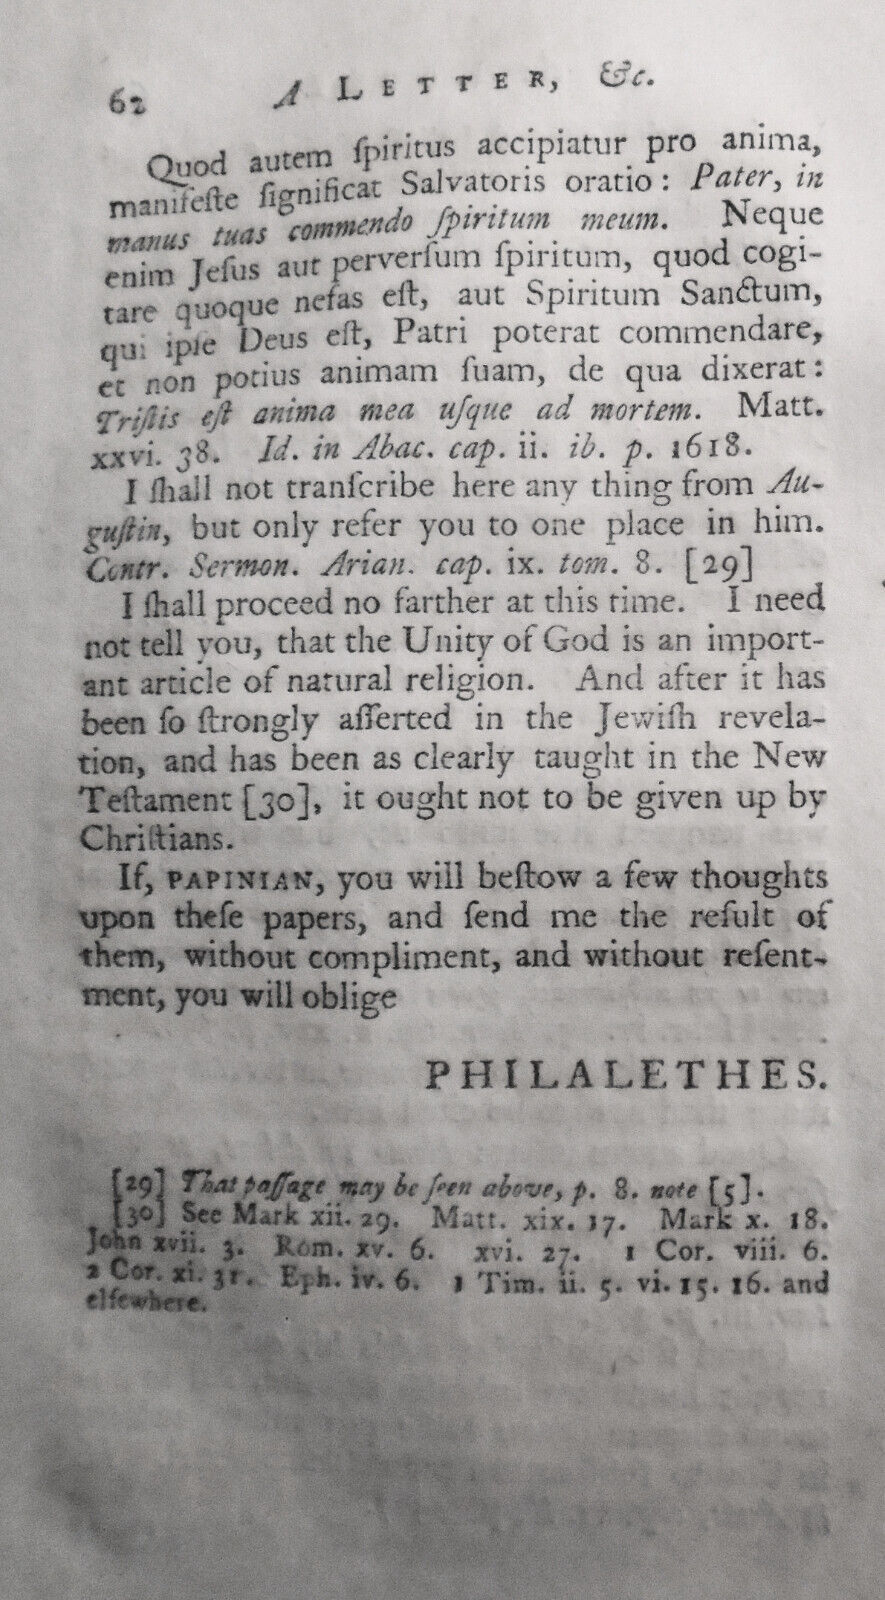 62 A LETTER, &c.
Quod autem ſpiritus accipiatur pro anima,
manifeſte ſignificat Salvatoris oratio: Pater, in
manus tuas commendo ſpiritum meum. Neque
enim Jeſus aut perverſum ſpiritum, quod cogi-
tare quoque nefas eſt, aut Spiritum Sanctum,
qui ipſe Deus eſt, Patri poterat commendare,
et non potius animam ſuam, de qua dixerat:
Triſtis eſt anima mea uſque ad mortem. Matt.
xxvi. 38. Id. in Abac. cap. ii. ib. p. 1618.
I ſhall not tranſcribe here any thing from Au-
guſtin, but only refer you to one place in him.
Contr. Sermon. Arian. cap. ix. tom. 8. [29]
I ſhall proceed no farther at this time. I need
not tell you, that the Unity of God is an import-
ant article of natural religion. And after it has
been ſo ſtrongly aſſerted in the Jewiſh revela-
tion, and has been as clearly taught in the New
Teſtament [30], it ought not to be given up by
Chriſtians.
If, PAPINIAN, you will beſtow a few thoughts
upon theſe papers, and ſend me the reſult of
them, without compliment, and without reſent-
ment, you will oblige
PHILALETHES.
[29] That paſſage may be ſeen above, p. 8. note [5].
[30] See Mark xii. 29. Matt. xix. 17. Mark x. 18.
John xvii. 3. Rom. xv. 6. xvi. 27. 1 Cor. viii. 6.
2 Cor. xi. 31. Eph. iv. 6. 1 Tim. ii. 5. vi. 15. 16. and
elſewhere.